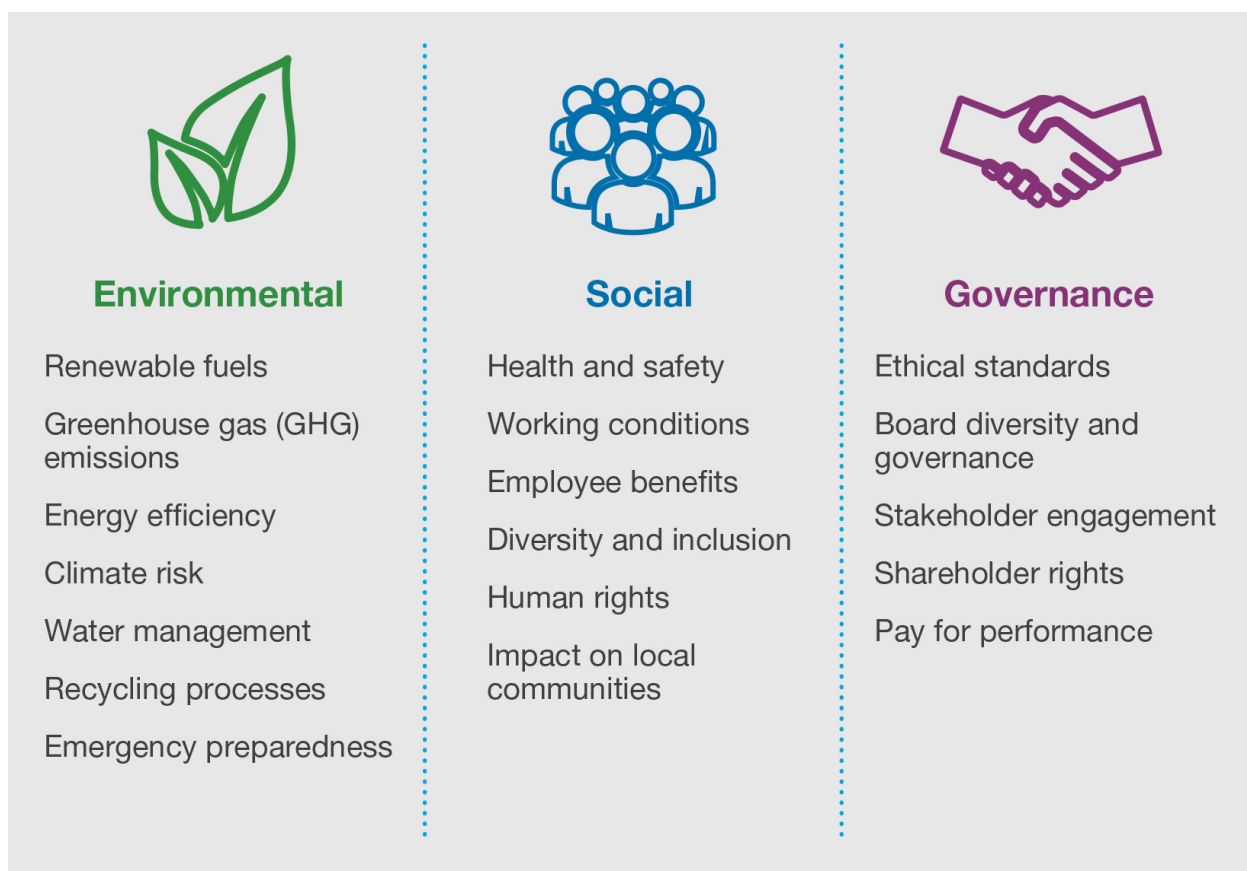 Environmental
Renewable fuels
Greenhouse gas (GHG)
emissions
Energy efficiency
Climate risk
Water management
Recycling processes
Emergency preparedness
Social
Health and safety
Working conditions
Employee benefits
Diversity and inclusion
Human rights
Impact on local
communities
Governance
Ethical standards
Board diversity and
governance
Stakeholder engagement
Shareholder rights
Pay for performance